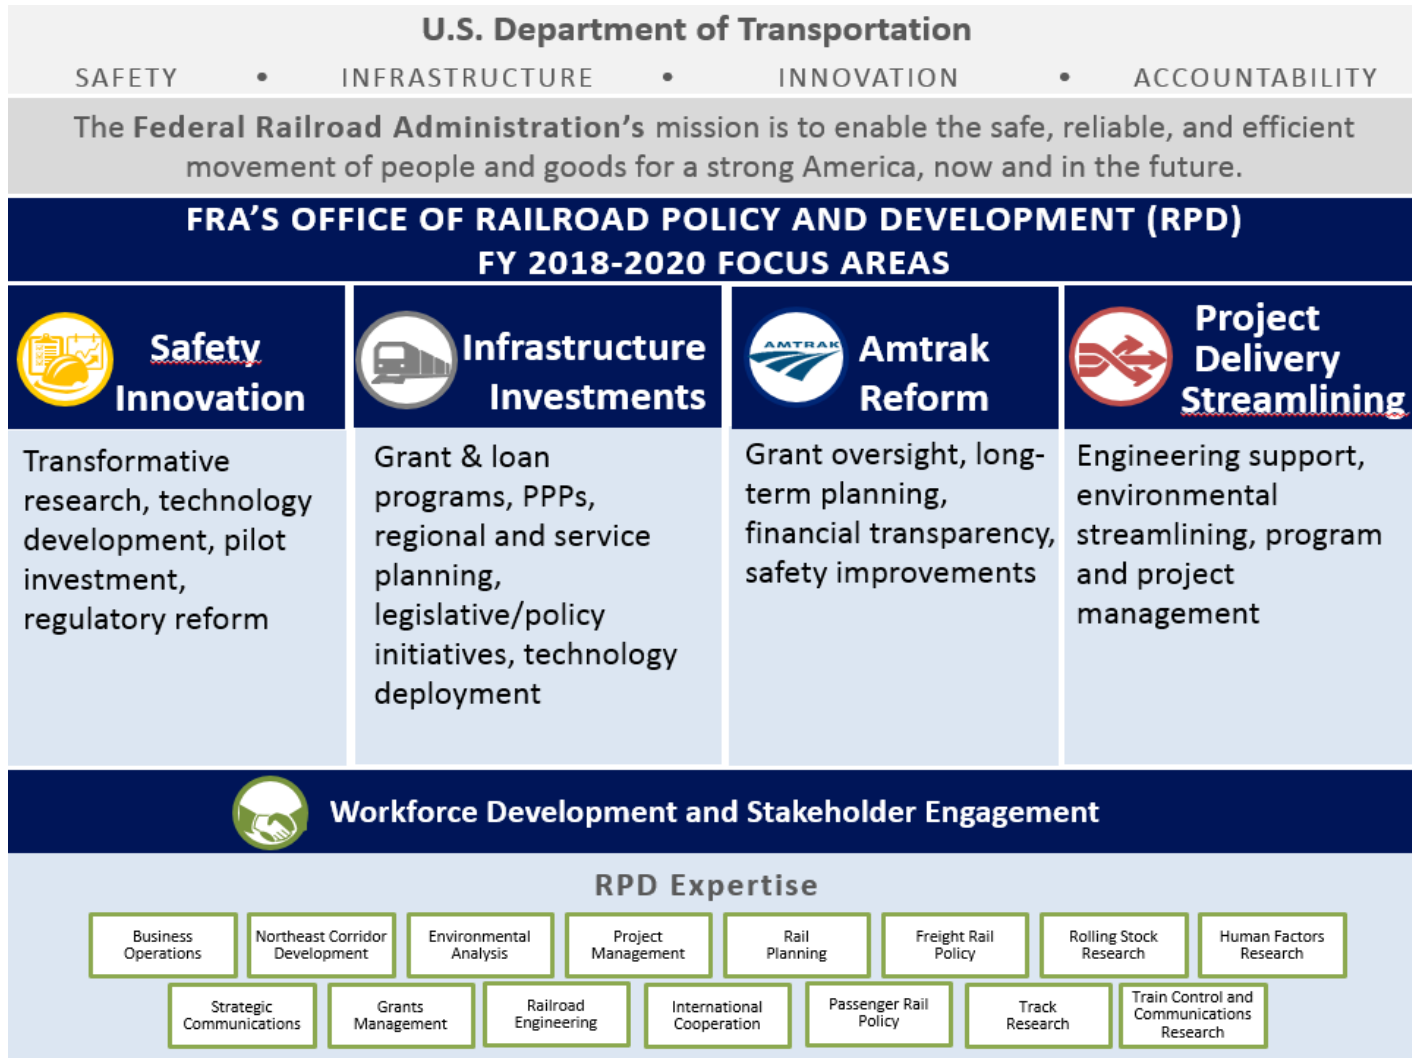 U.S. Department of Transportation
SAFETY • INFRASTRUCTURE • INNOVATION • ACCOUNTABILITY
The Federal Railroad Administration’s mission is to enable the safe, reliable, and efficient
movement of people and goods for a strong America, now and in the future.
FRA’S OFFICE OF RAILROAD POLICY AND DEVELOPMENT (RPD)
FY 2018-2020 FOCUS AREAS
Safety
Innovation
Infrastructure
Investments
AMTRAK
Amtrak
Reform
Project
Delivery
Streamlining
Transformative
research, technology
development, pilot
investment,
regulatory reform
Grant & loan
programs, PPPs,
regional and service
planning,
legislative/policy
initiatives, technology
deployment
Grant oversight, long-
term planning,
financial transparency,
safety improvements
Engineering support,
environmental
streamlining, program
and project
management
Workforce Development and Stakeholder Engagement
RPD Expertise
Business
Operations
Northeast Corridor
Development
Environmental
Analysis
Project
Management
Rail
Planning
Freight Rail
Policy
Rolling Stock
Research
Human Factors
Research
Strategic
Communications
Grants
Management
Railroad
Engineering
International
Cooperation
Passenger Rail
Policy
Track
Research
Train Control and
Communications
Research